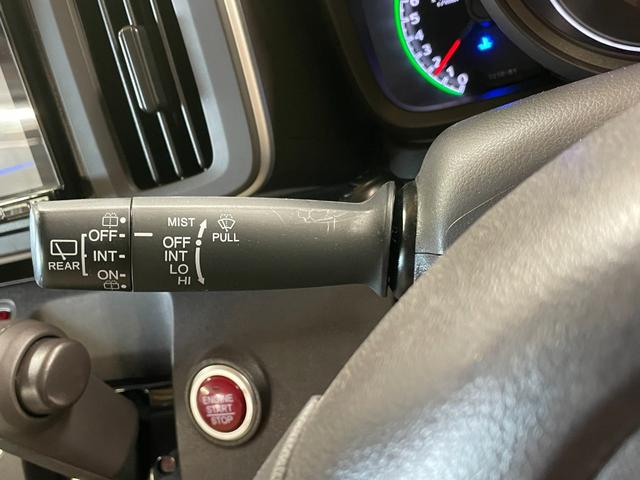 MIST
OFF
INT
LO
HI
PULL
REAR
OFF
INT
ON
ENGINE
START
STOP